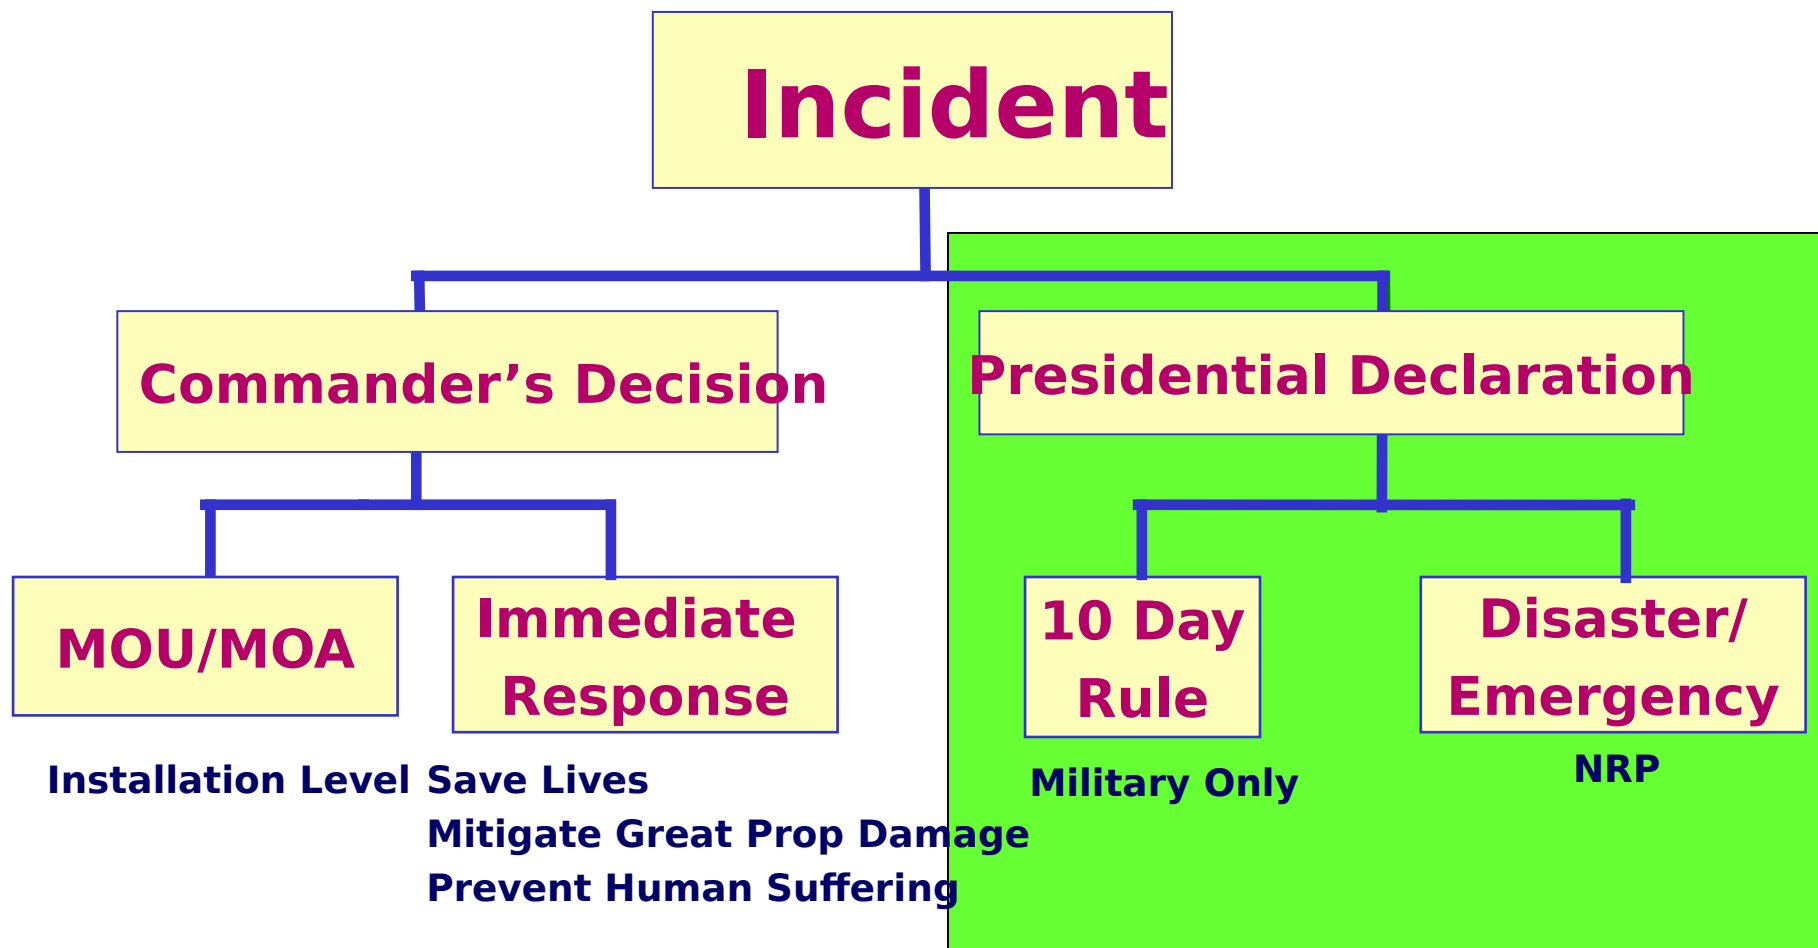 Incident
Commander’s Decision
Presidential Declaration
MOU/MOA
Immediate
Response
10 Day
Rule
Disaster/
Emergency
Installation Level
Save Lives
Mitigate Great Prop Damage
Prevent Human Suffering
Military Only
NRP